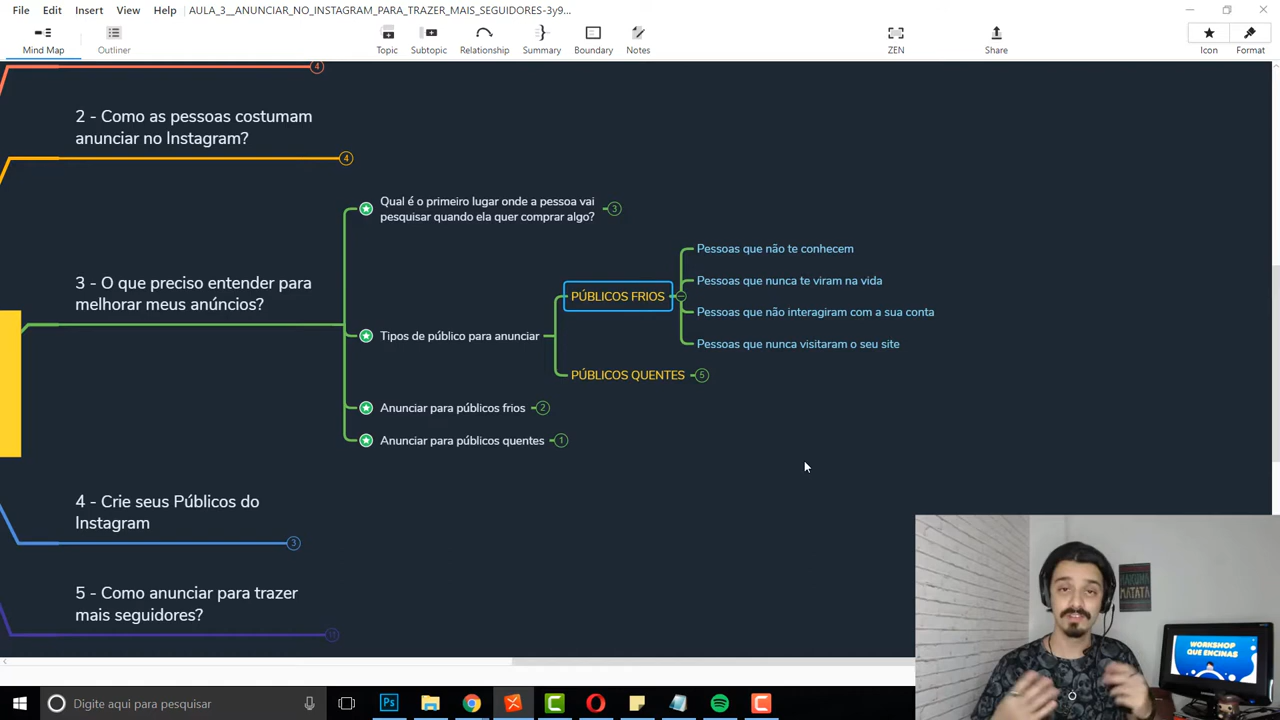 File Edit Insert View Help AULA_3__ANUNCIAR_NO_INSTAGRAM_PARA_TRAZER_MAIS_SEGUIDORES-3y9...
Mind Map
Outliner
Topic
Subtopic
Relationship
Summary
Boundary
Notes
ZEN
Share
Icon
Format
4
2 - Como as pessoas costumam
anunciar no Instagram?
4
3 - O que preciso entender para
melhorar meus anúncios?
Qual é o primeiro lugar onde a pessoa vai
pesquisar quando ela quer comprar algo?
3
Tipos de público para anunciar
PÚBLICOS FRIOS
Pessoas que não te conhecem
Pessoas que nunca te viram na vida
Pessoas que não interagiram com a sua conta
Pessoas que nunca visitaram o seu site
PÚBLICOS QUENTES
5
Anunciar para públicos frios
2
Anunciar para públicos quentes
1
4 - Crie seus Públicos do
Instagram
3
5 - Como anunciar para trazer
mais seguidores?
HAKUNA
MATATA
WORKSHOP
QUE ENCINAS
Digite aqui para pesquisar
Ps